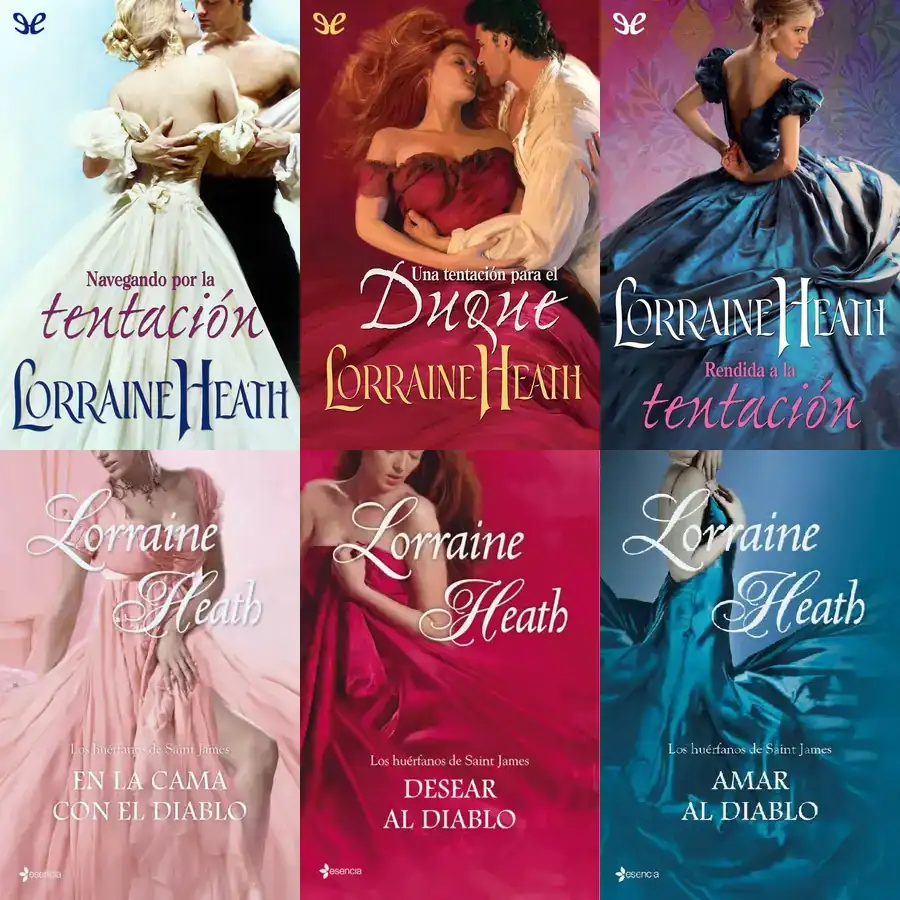 Navegando por la
tentación
LORRAINE HEATH
Una tentación para el
Duque
LORRAINE HEATH
LORRAINE HEATH
Rendida a la
tentación
Lorraine
Heath
Los huérfanos de Saint James
EN LA CAMA
CON EL DIABLO
esencia
Lorraine
Heath
Los huérfanos de Saint James
DESEAR
AL DIABLO
esencia
Lorraine
Heath
Los huérfanos de Saint James
AMAR
AL DIABLO
esencia